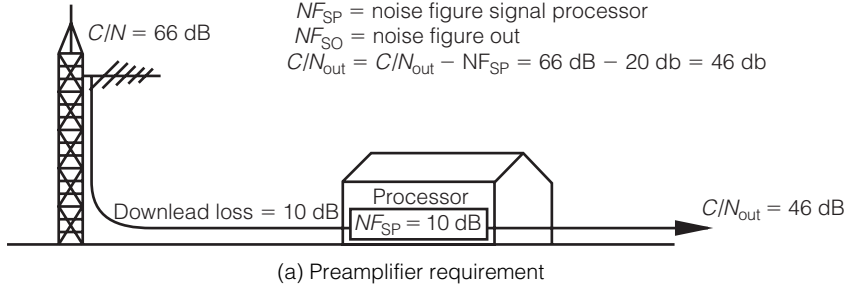 C/N = 66 dB
NF_SP = noise figure signal processor
NF_SO = noise figure out
C/N_out = C/N_out – NF_SP = 66 dB – 20 db = 46 db
Downlead loss = 10 dB
Processor
NF_SP = 10 dB
C/N_out = 46 dB
(a) Preamplifier requirement